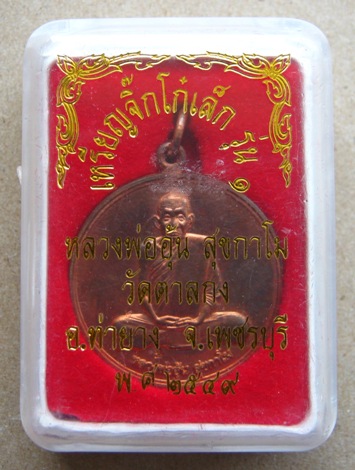 เหรียญจิ๊กโก๋เล็ก รุ่น ๑
หลวงพ่ออุ้น สุขกาโม
วัดตาลกง
อ.ท่ายาง จ.เพชรบุรี
พ.ศ.๒๕๔๙